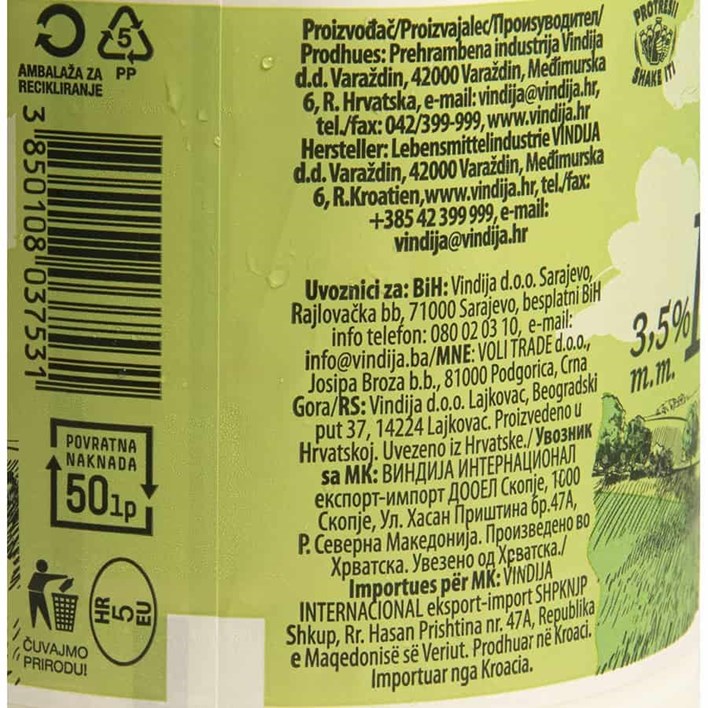 5
PP
AMBALAŽA ZA
RECIKLIRANJE
3 850108 037531
POVRATNA
NAKNADA
50lp
HR
5
EU
ČUVAJMO
PRIRODU!
Proizvođač/Proizvajalec/Произуводител/
Prodhues: Prehrambena industrija Vindija
d.d. Varaždin, 42000 Varaždin, Međimurska
6, R. Hrvatska, e-mail: vindija@vindija.hr,
tel./fax: 042/399-999, www.vindija.hr
Hersteller: Lebensmittelindustrie VINDIJA
d.d. Varaždin, 42000 Varaždin, Međimurska
6, R.Kroatien,www.vindija.hr, tel./fax:
+385 42 399 999, e-mail:
vindija@vindija.hr
Uvoznici za: BiH: Vindija d.o.o. Sarajevo,
Rajlovačka bb, 71000 Sarajevo, besplatni BiH
info telefon: 080 02 03 10, e-mail:
info@vindija.ba/MNE: VOLI TRADE d.o.o.,
Josipa Broza b.b., 81000 Podgorica, Crna
Gora/RS: Vindija d.o.o. Lajkovac, Beogradski
put 37, 14224 Lajkovac. Proizvedeno u
Hrvatskoj. Uvezeno iz Hrvatske./ Увозник
sa MK: ВИНДИЈА ИНТЕРНАЦИОНАЛ
експорт-импорт ДООЕЛ Скопје, 1000
Скопје, Ул. Хасан Приштина бр.47А,
Р. Северна Македонија. Произведено во
Хрватска. Увезено од Хрватска./
Importues për MK: VINDIJA
INTERNACIONAL eksport-import SHPKNJP
Shkup, Rr. Hasan Prishtina nr. 47A, Republika
e Maqedonisë së Veriut. Prodhuar në Kroaci.
Importuar nga Kroacia.
PROTRESI!
SHAKE IT!
3,5%
m.m.